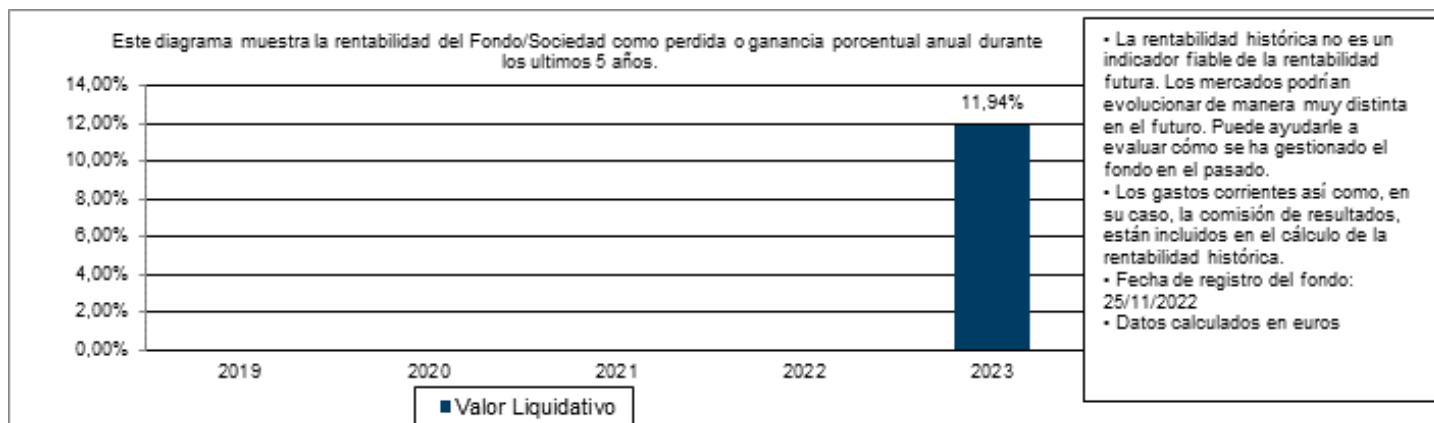 Este diagrama muestra la rentabilidad del Fondo/Sociedad como perdida o ganancia porcentual anual durante
los ultimos 5 años.
14,00%
12,00%
10,00%
8,00%
6,00%
4,00%
2,00%
0,00%
11,94%
2019
2020
2021
2022
2023
Valor Liquidativo
▪ La rentabilidad histórica no es un
indicador fiable de la rentabilidad
futura. Los mercados podrían
evolucionar de manera muy distinta
en el futuro. Puede ayudarle a
evaluar cómo se ha gestionado el
fondo en el pasado.
▪ Los gastos corrientes así como, en
su caso, la comisión de resultados,
están incluidos en el cálculo de la
rentabilidad histórica.
▪ Fecha de registro del fondo:
25/11/2022
▪ Datos calculados en euros